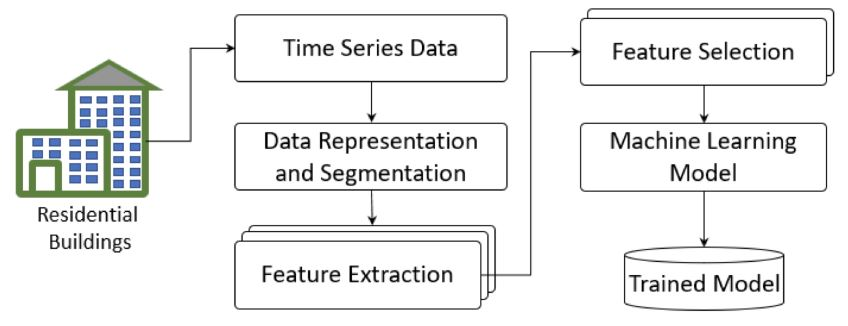 Residential
Buildings
Time Series Data
Data Representation
and Segmentation
Feature Extraction
Feature Selection
Machine Learning
Model
Trained Model